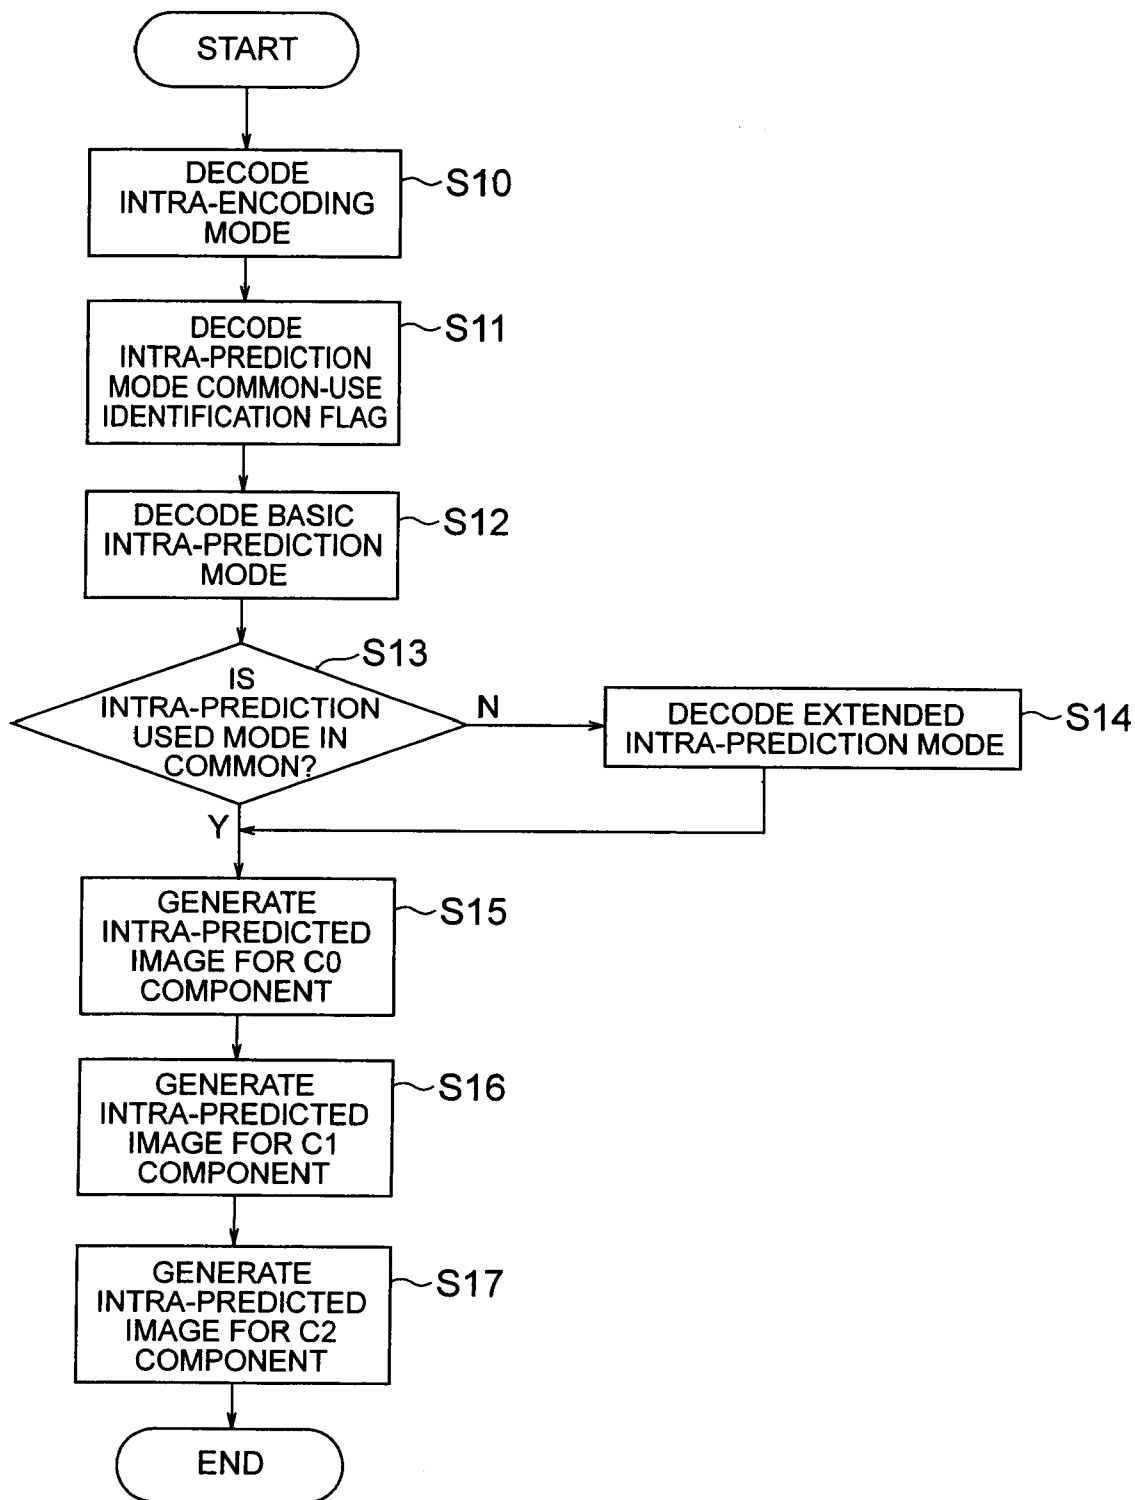 START
DECODE
INTRA-ENCODING
MODE
S10
DECODE
INTRA-PREDICTION
MODE COMMON-USE
IDENTIFICATION FLAG
S11
DECODE BASIC
INTRA-PREDICTION
MODE
S12
IS
INTRA-PREDICTION
USED MODE IN
COMMON?
S13
N
DECODE EXTENDED
INTRA-PREDICTION MODE
S14
Y
GENERATE
INTRA-PREDICTED
IMAGE FOR C0
COMPONENT
S15
GENERATE
INTRA-PREDICTED
IMAGE FOR C1
COMPONENT
S16
GENERATE
INTRA-PREDICTED
IMAGE FOR C2
COMPONENT
S17
END